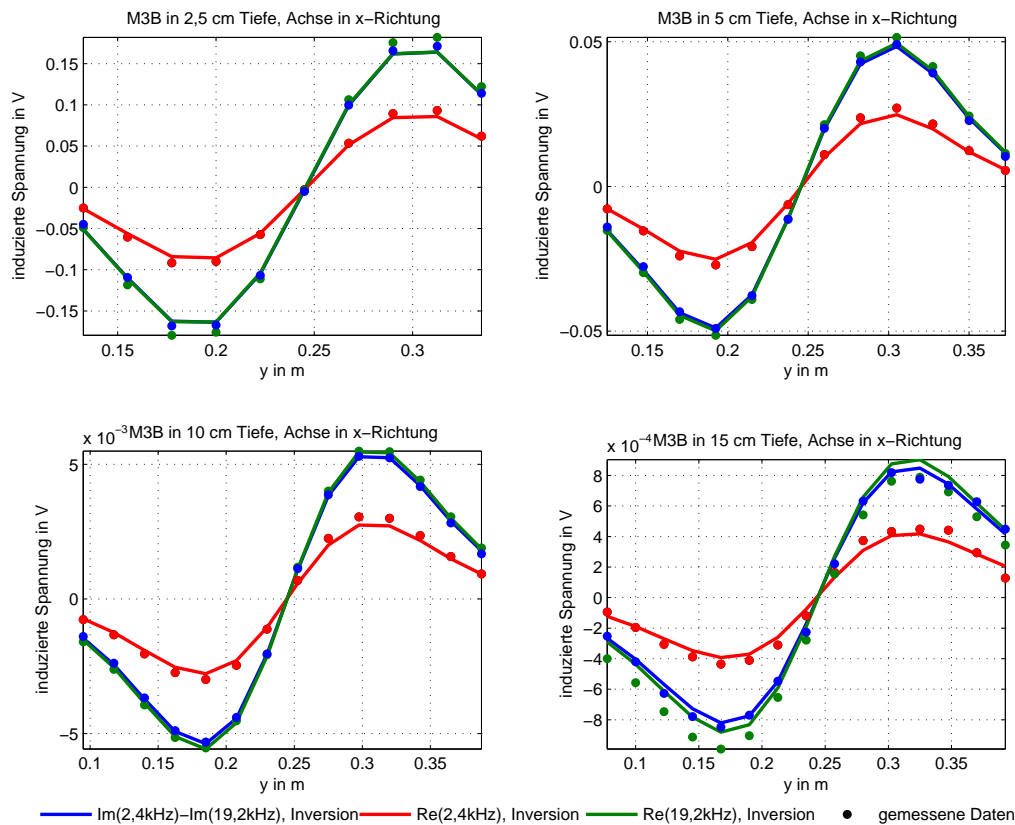 M3B in 2,5 cm Tiefe, Achse in x−Richtung
0.15
0.1
0.05
0
−0.05
−0.1
−0.15
induzierte Spannung in V
0.15
0.2
0.25
0.3
y in m
M3B in 5 cm Tiefe, Achse in x−Richtung
0.05
0
−0.05
induzierte Spannung in V
0.15
0.2
0.25
0.3
0.35
y in m
x 10⁻³
M3B in 10 cm Tiefe, Achse in x−Richtung
5
0
−5
induzierte Spannung in V
0.1
0.15
0.2
0.25
0.3
0.35
y in m
x 10⁻⁴
M3B in 15 cm Tiefe, Achse in x−Richtung
8
6
4
2
0
−2
−4
−6
−8
induzierte Spannung in V
0.1
0.15
0.2
0.25
0.3
0.35
y in m
Im(2,4kHz)−Im(19,2kHz), Inversion
Re(2,4kHz), Inversion
Re(19,2kHz), Inversion
gemessene Daten